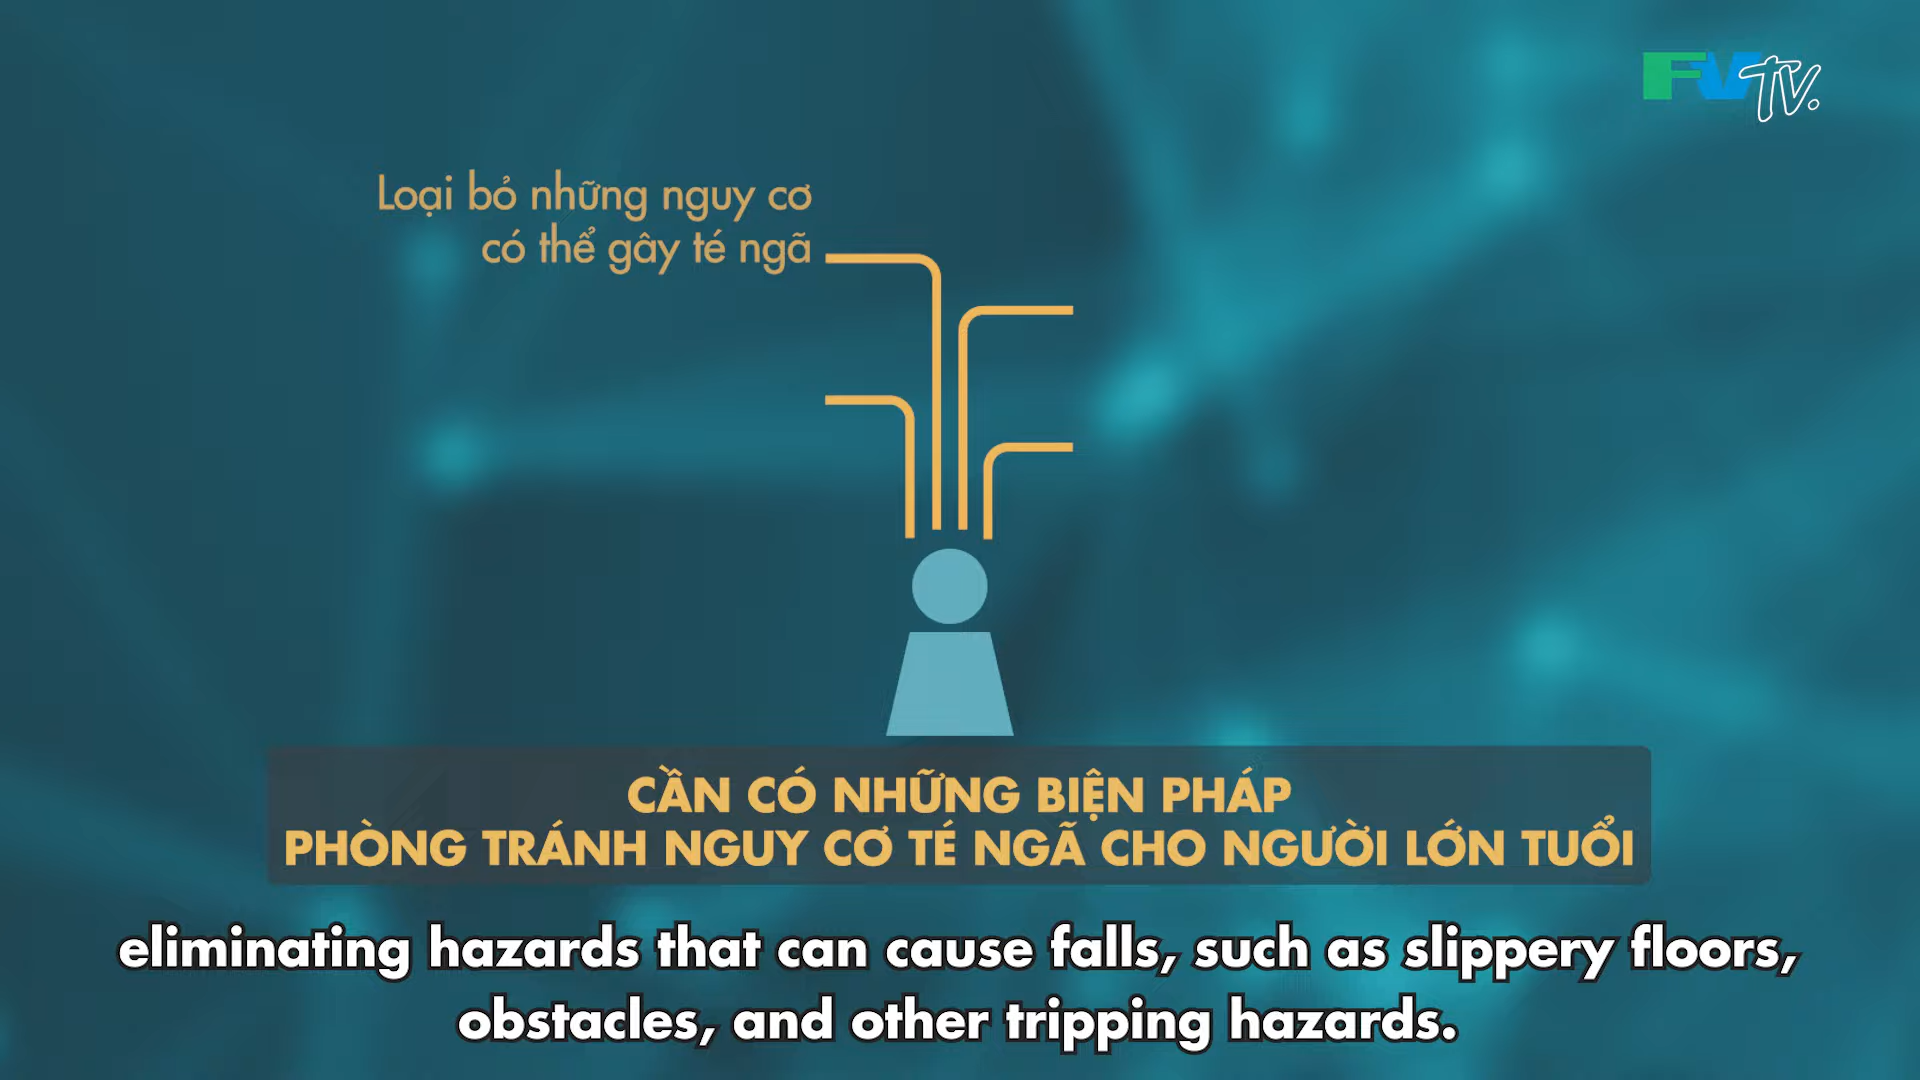 FVTV.
Loại bỏ những nguy cơ
có thể gây té ngã
CẦN CÓ NHỮNG BIỆN PHÁP
PHÒNG TRÁNH NGUY CƠ TÉ NGÃ CHO NGƯỜI LỚN TUỔI
eliminating hazards that can cause falls, such as slippery floors,
obstacles, and other tripping hazards.